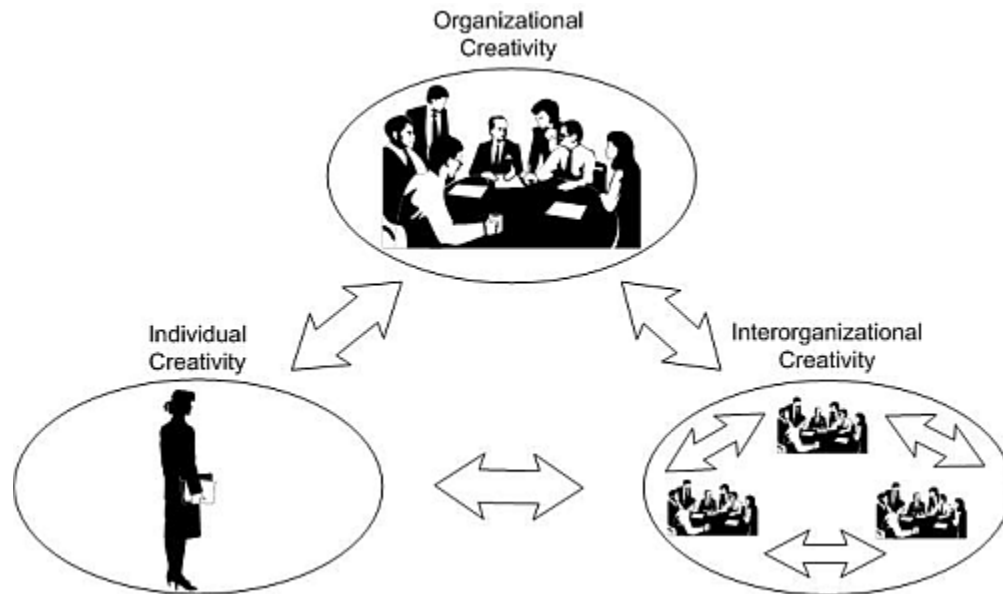 Organizational
Creativity
Individual
Creativity
Interorganizational
Creativity